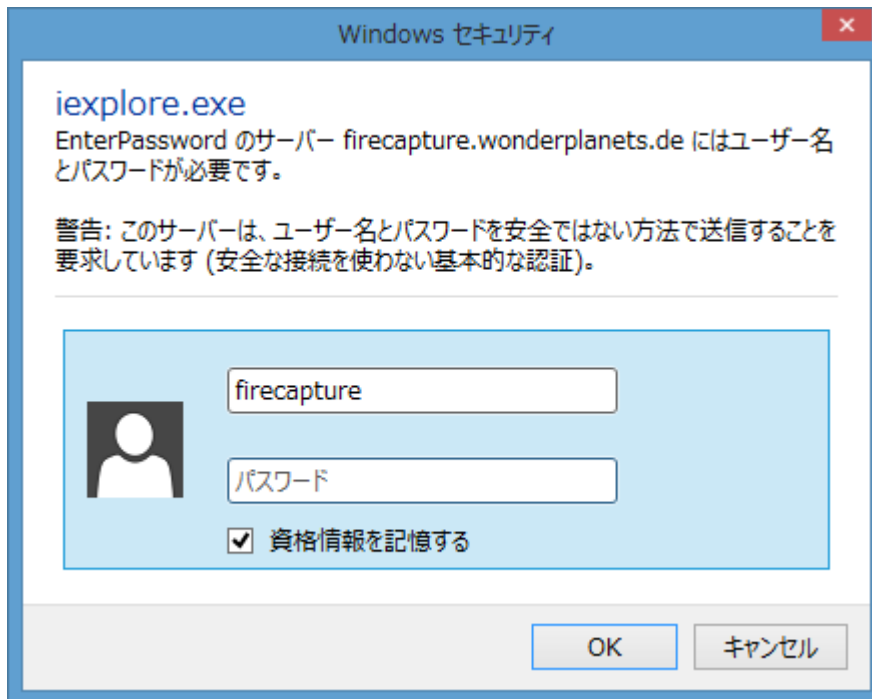 Windows セキュリティ
iexplore.exe
EnterPassword のサーバー firecapture.wonderplanets.de にはユーザー名
とパスワードが必要です。
警告: このサーバーは、ユーザー名とパスワードを安全ではない方法で送信することを
要求しています (安全な接続を使わない基本的な認証)。
firecapture
パスワード
資格情報を記憶する
OK
キャンセル